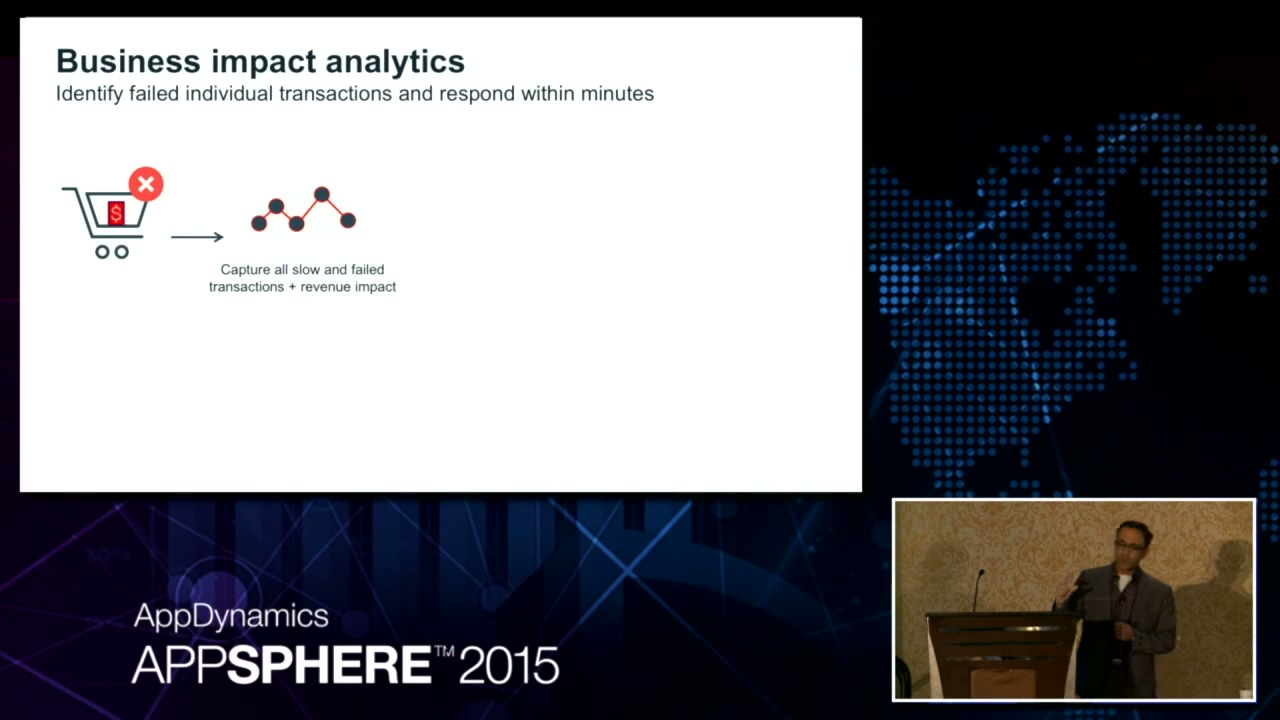 Business impact analytics
Identify failed individual transactions and respond within minutes
$
Capture all slow and failed
transactions + revenue impact
30%
AppDynamics
APPSPHERE™ 2015